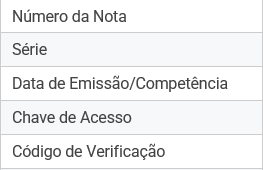 Número da Nota
Série
Data de Emissão/Competência
Chave de Acesso
Código de Verificação